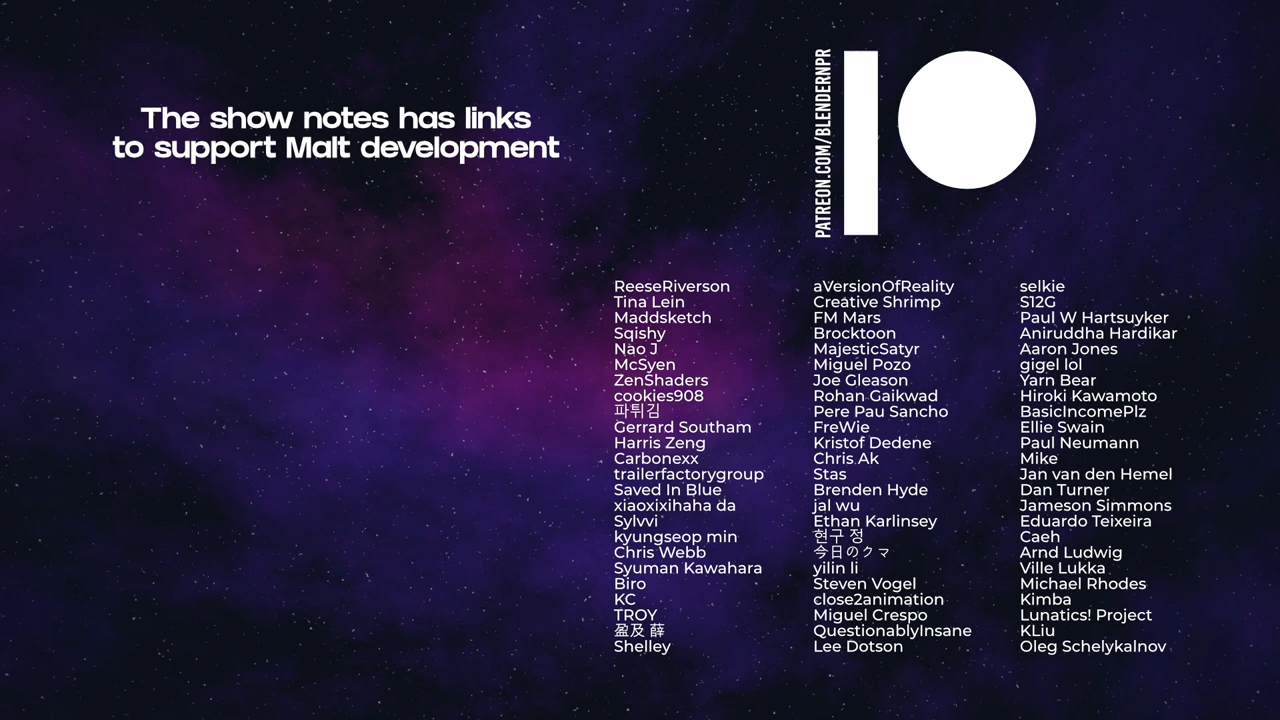 The show notes has links
to support Malt development
PATREON.COM/BLENDERNPR
ReeseRiverson
Tina Lein
Maddsketch
Sqishy
Nao J
McSyen
ZenShaders
cookies908
파튀김
Gerrard Southam
Harris Zeng
Carbonexx
trailerfactorygroup
Saved In Blue
xiaoxixihaha da
Sylvvi
kyungseop min
Chris Webb
Syuman Kawahara
Biro
KC
TROY
盈及 薛
Shelley
aVersionOfReality
Creative Shrimp
FM Mars
Brocktoon
MajesticSatyr
Miguel Pozo
Joe Gleason
Rohan Gaikwad
Pere Pau Sancho
FreWie
Kristof Dedene
Chris Ak
Stas
Brenden Hyde
jal wu
Ethan Karlinsey
현구 정
今日のクマ
yilin li
Steven Vogel
close2animation
Miguel Crespo
QuestionablyInsane
Lee Dotson
selkie
S12G
Paul W Hartsuyker
Aniruddha Hardikar
Aaron Jones
gigel lol
Yarn Bear
Hiroki Kawamoto
BasicIncomePlz
Ellie Swain
Paul Neumann
Mike
Jan van den Hemel
Dan Turner
Jameson Simmons
Eduardo Teixeira
Caeh
Arnd Ludwig
Ville Lukka
Michael Rhodes
Kimba
Lunatics! Project
KLiu
Oleg Schelykalnov